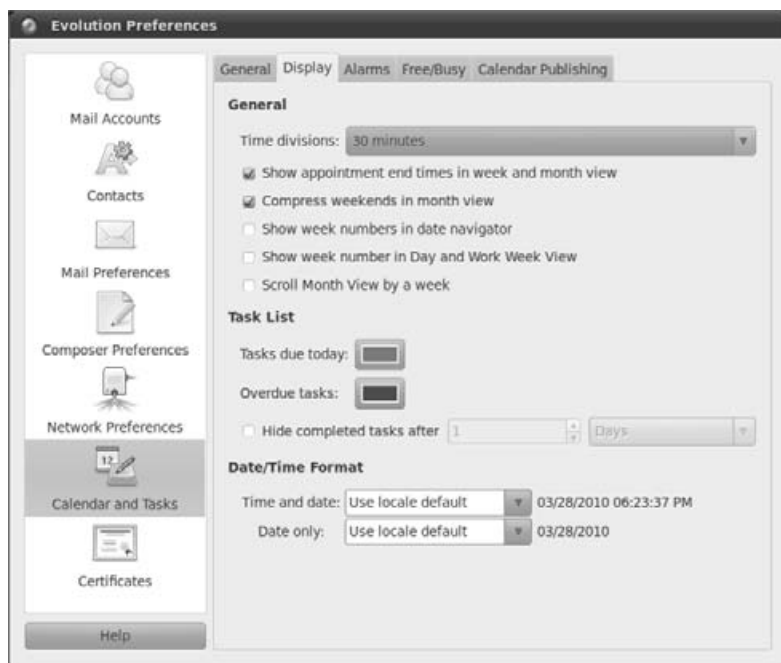 Evolution Preferences
Mail Accounts
Contacts
Mail Preferences
Composer Preferences
Network Preferences
12
Calendar and Tasks
Certificates
Help
General Display Alarms Free/Busy Calendar Publishing
General
Time divisions: 30 minutes
Show appointment end times in week and month view
Compress weekends in month view
Show week numbers in date navigator
Show week number in Day and Work Week View
Scroll Month View by a week
Task List
Tasks due today:
Overdue tasks:
Hide completed tasks after 1 Days
Date/Time Format
Time and date: Use locale default 03/28/2010 06:23:37 PM
Date only: Use locale default 03/28/2010